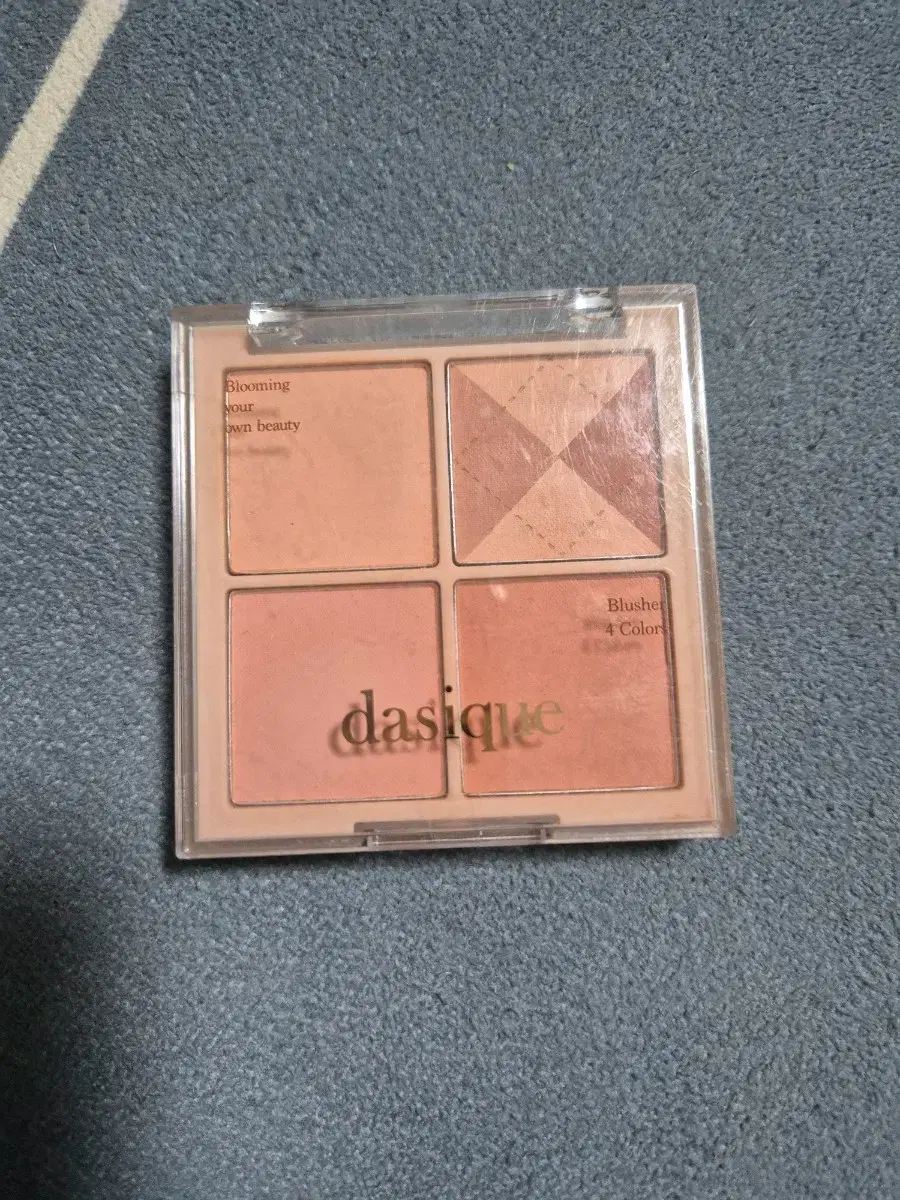 Blooming
your
own beauty
Blusher
4 Colors
dasique